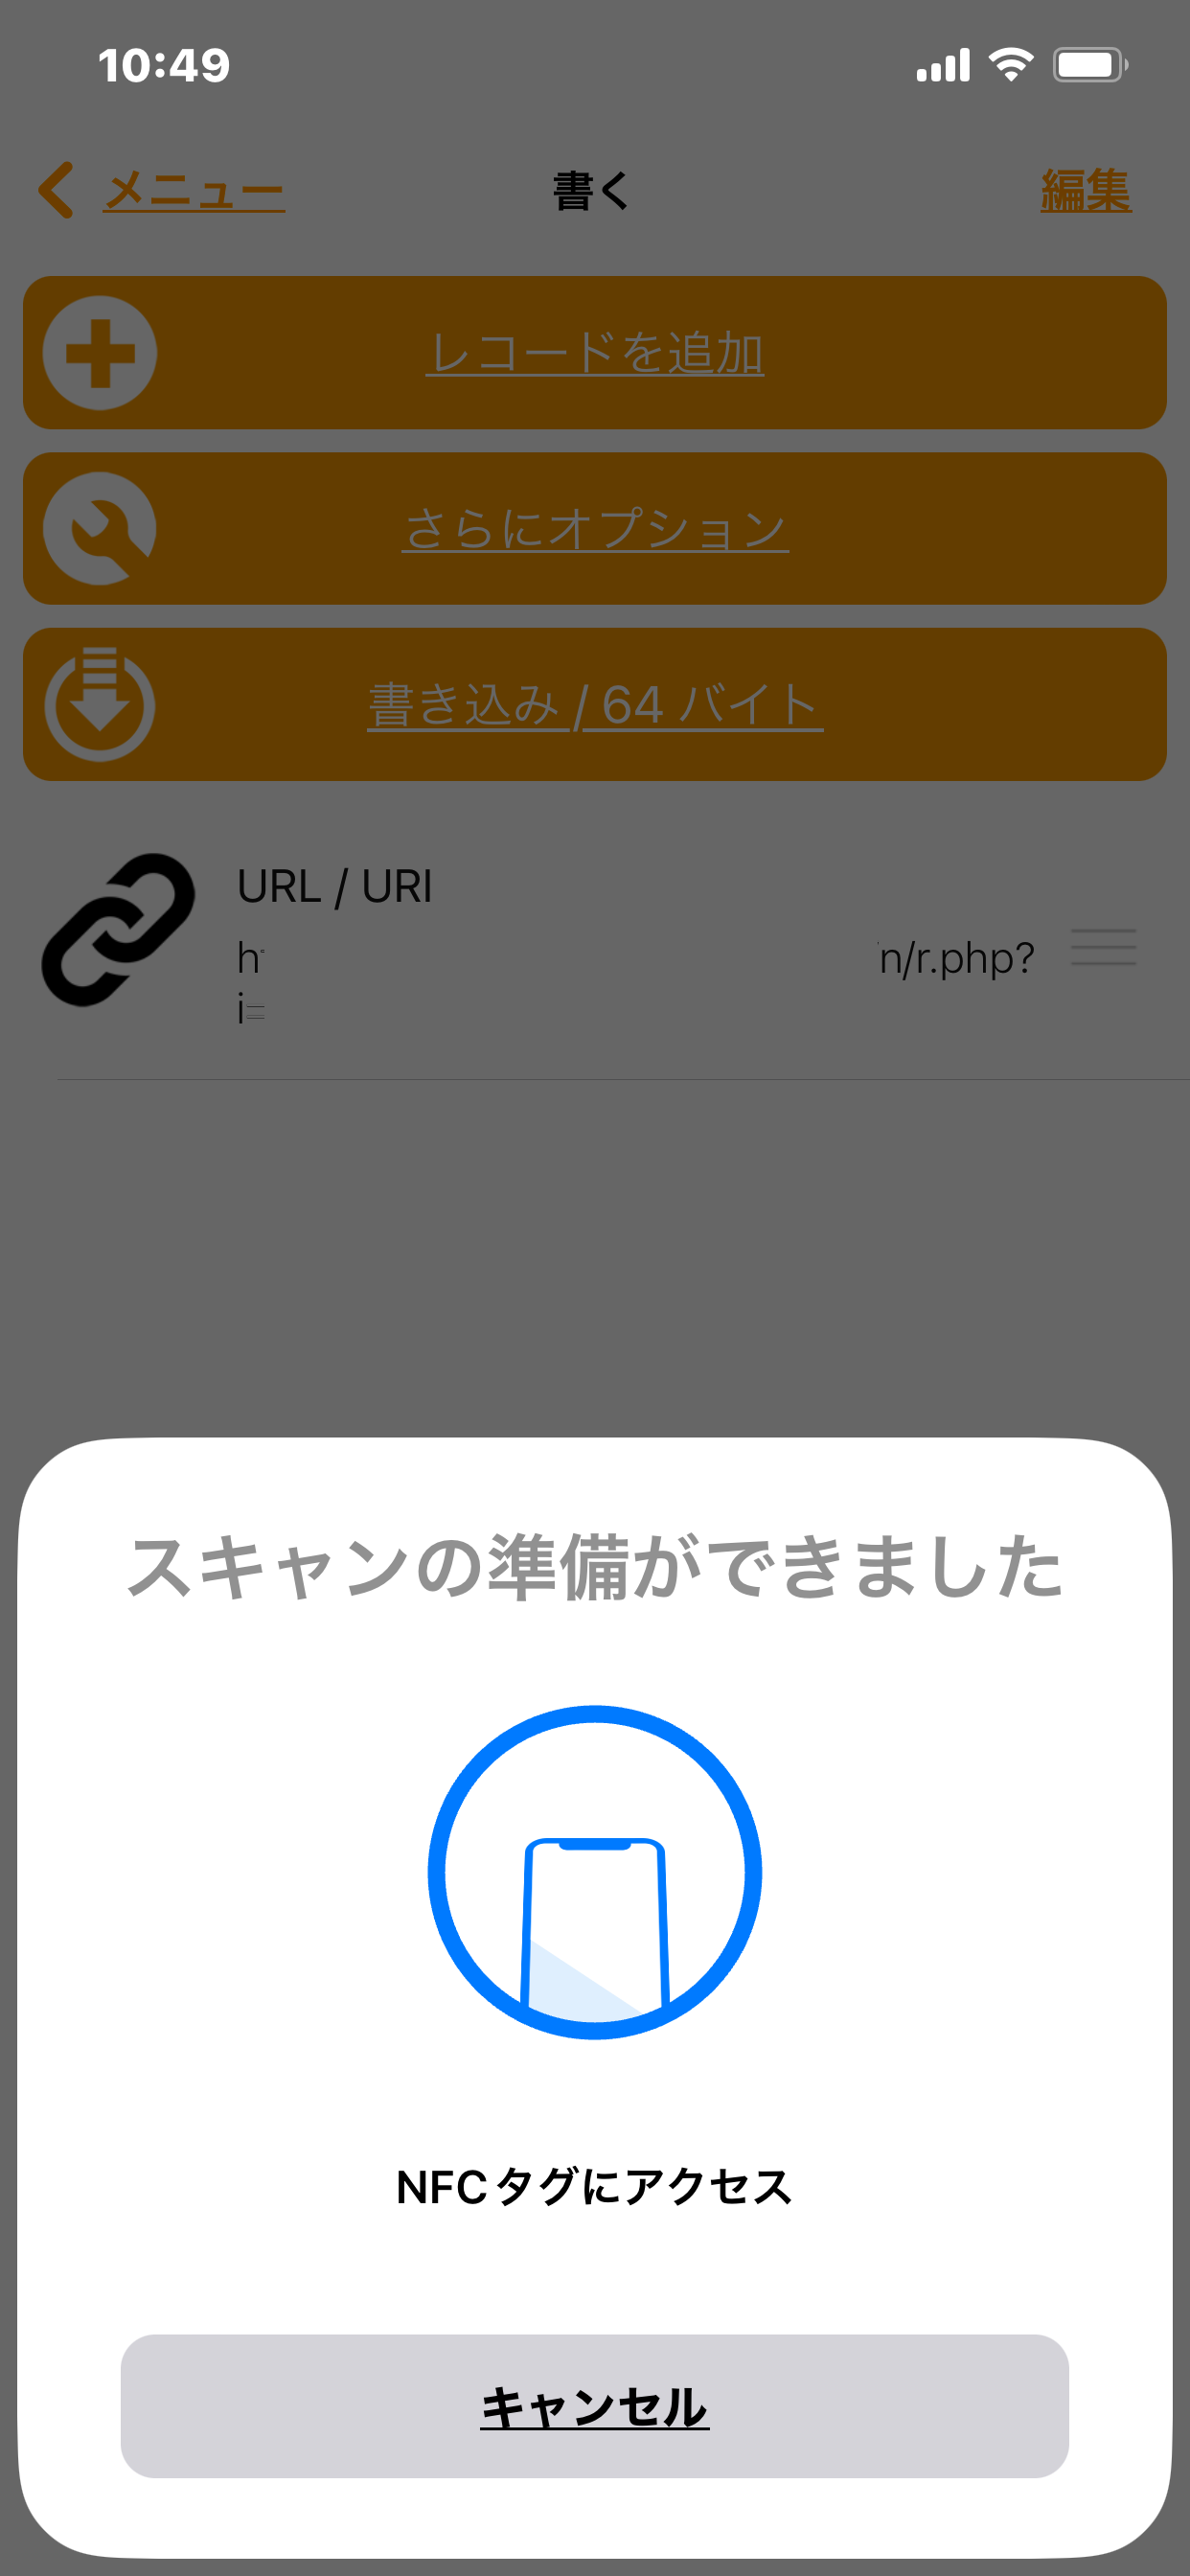 10:49
メニュー
書く
編集
レコードを追加
さらにオプション
書き込み / 64 バイト
URL / URI
h n/r.php?
i=
スキャンの準備ができました
NFCタグにアクセス
キャンセル